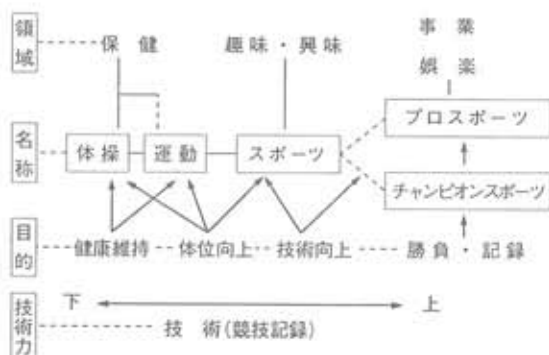 領域
保健
趣味・興味
事業
娯楽
名称
体操
運動
スポーツ
プロスポーツ
チャンピオンスポーツ
目的
健康維持
体位向上
技術向上
勝負・記録
技術力
下
上
技術(競技記録)